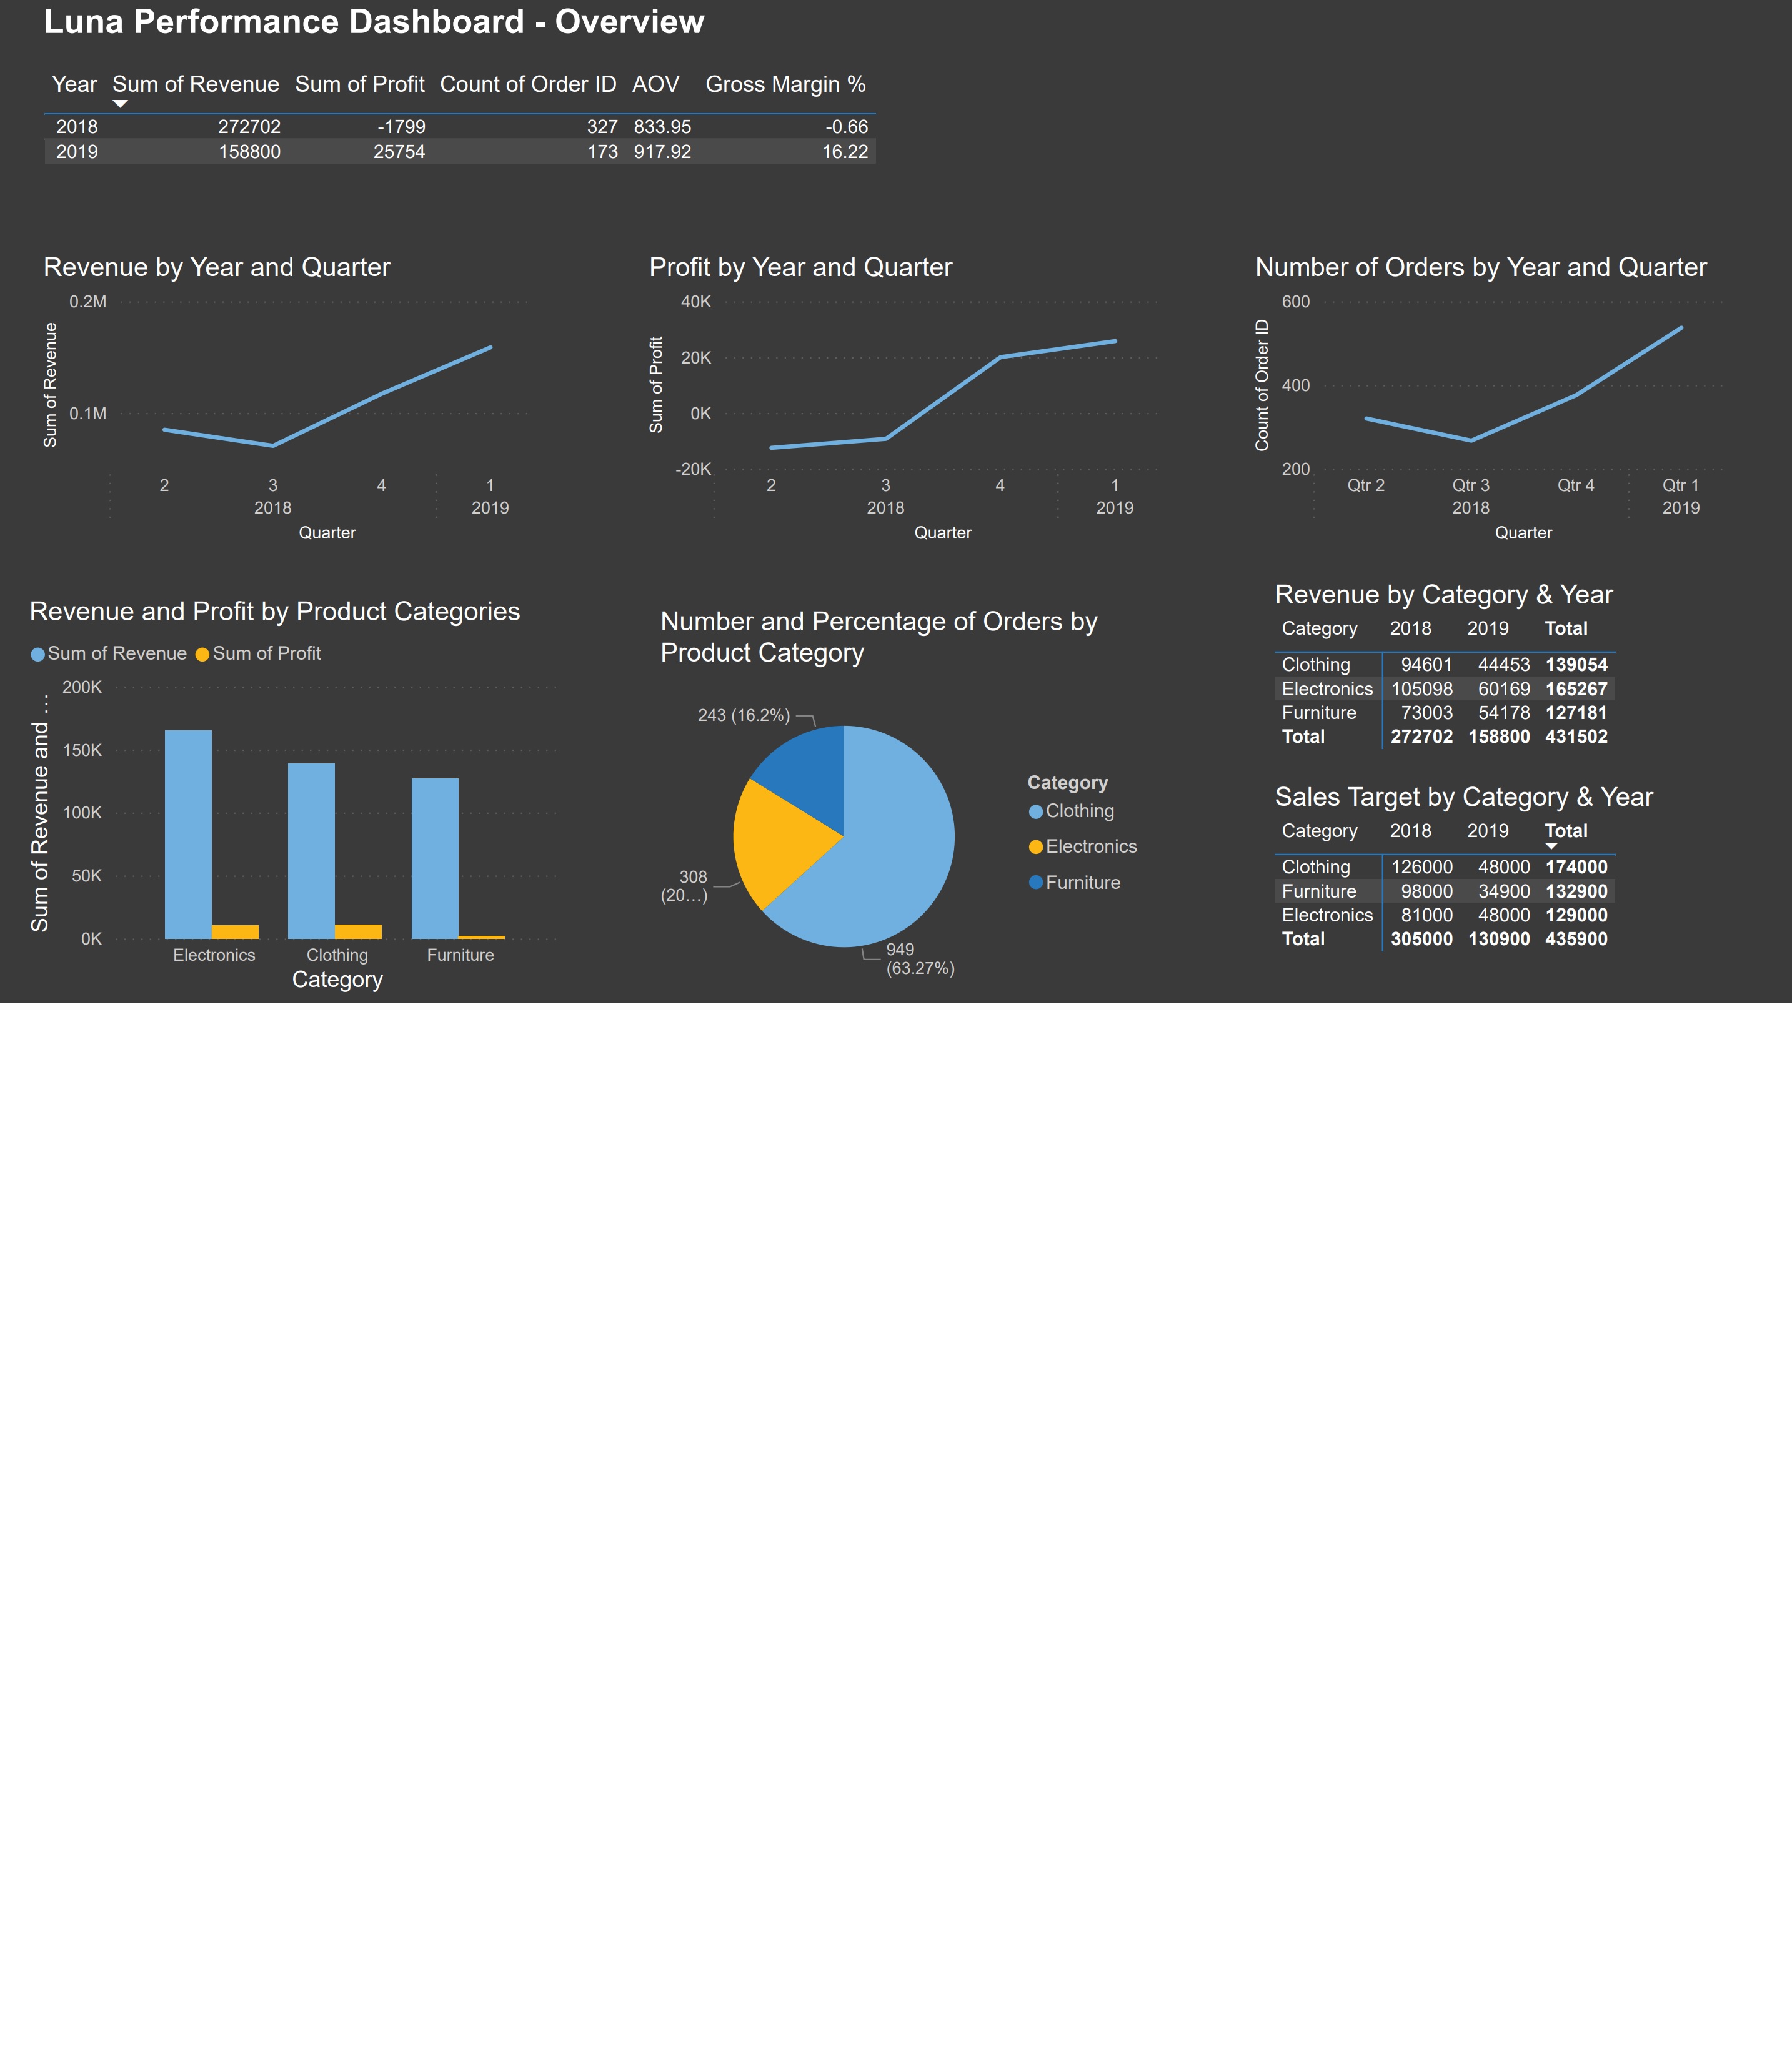 Luna Performance Dashboard - Overview
Year Sum of Revenue Sum of Profit Count of Order ID AOV Gross Margin %
2018 272702 -1799 327 833.95 -0.66
2019 158800 25754 173 917.92 16.22
Revenue by Year and Quarter
0.2M
0.1M
Sum of Revenue
2 3 4 1
2018 2019
Quarter
Profit by Year and Quarter
40K
20K
0K
-20K
Sum of Profit
2 3 4 1
2018 2019
Quarter
Number of Orders by Year and Quarter
600
400
200
Count of Order ID
Qtr 2 Qtr 3 Qtr 4 Qtr 1
2018 2019
Quarter
Revenue and Profit by Product Categories
Sum of Revenue Sum of Profit
200K
150K
100K
50K
0K
Sum of Revenue and …
Electronics Clothing Furniture
Category
Number and Percentage of Orders by
Product Category
243 (16.2%)
308
(20…)
949
(63.27%)
Category
Clothing
Electronics
Furniture
Revenue by Category & Year
Category 2018 2019 Total
Clothing 94601 44453 139054
Electronics 105098 60169 165267
Furniture 73003 54178 127181
Total 272702 158800 431502
Sales Target by Category & Year
Category 2018 2019 Total
Clothing 126000 48000 174000
Furniture 98000 34900 132900
Electronics 81000 48000 129000
Total 305000 130900 435900